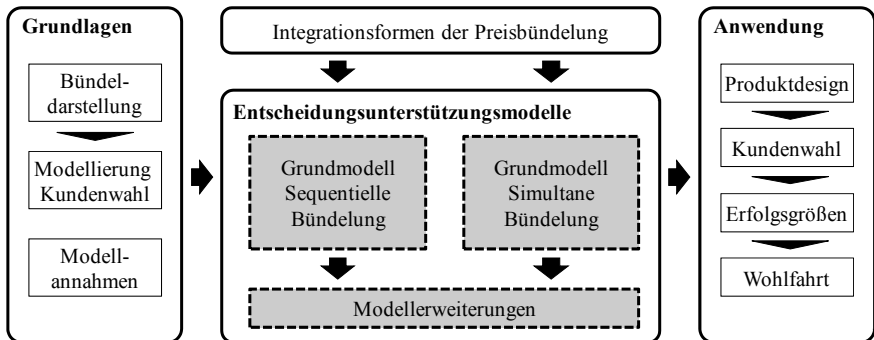 Grundlagen
Bündel-
darstellung
Modellierung
Kundenwahl
Modell-
annahmen
Integrationsformen der Preisbündelung
Entscheidungsunterstützungsmodelle
Grundmodell
Sequentielle
Bündelung
Grundmodell
Simultane
Bündelung
Modellerweiterungen
Anwendung
Produktdesign
Kundenwahl
Erfolgsgrößen
Wohlfahrt